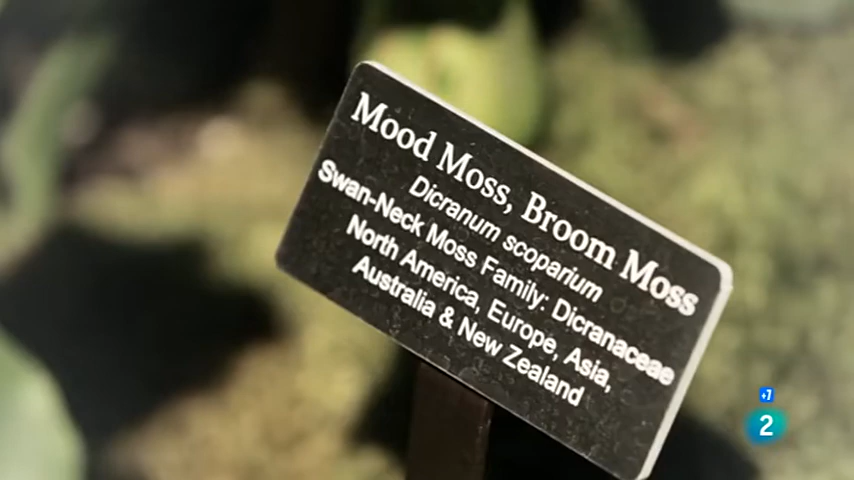 Mood Moss, Broom Moss
Dicranum scoparium
Swan-Neck Moss Family: Dicranaceae
North America, Europe, Asia,
Australia & New Zealand
+7
2